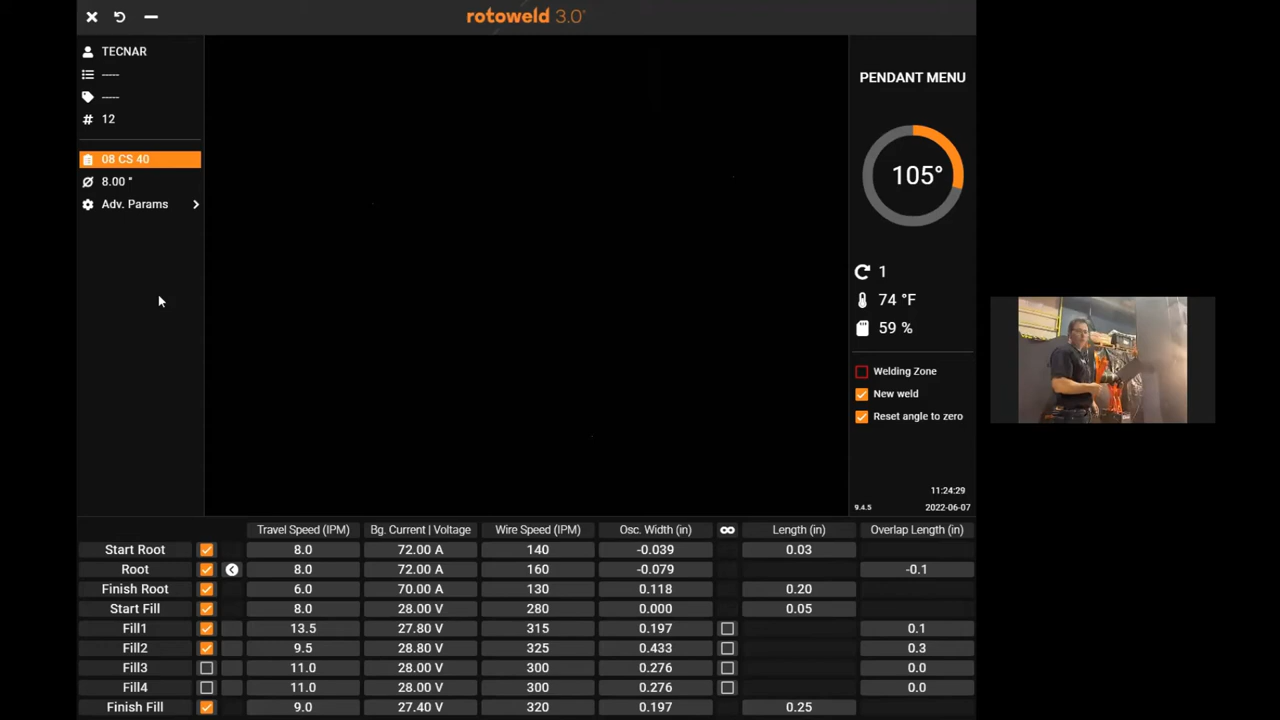 rotoweld 3.0
TECNAR
-----
-----
# 12
08 CS 40
8.00 "
Adv. Params
PENDANT MENU
105°
1
74 °F
59 %
Welding Zone
New weld
Reset angle to zero
11:24:29
9.4.5 2022-06-07
Travel Speed (IPM) Bg. Current | Voltage Wire Speed (IPM) Osc. Width (in) ∞ Length (in) Overlap Length (in)
Start Root 8.0 72.00 A 140 -0.039 0.03
Root 8.0 72.00 A 160 -0.079 -0.1
Finish Root 6.0 70.00 A 130 0.118 0.20
Start Fill 8.0 28.00 V 280 0.000 0.05
Fill1 13.5 27.80 V 315 0.197 0.1
Fill2 9.5 28.80 V 325 0.433 0.3
Fill3 11.0 28.00 V 300 0.276 0.0
Fill4 11.0 28.00 V 300 0.276 0.0
Finish Fill 9.0 27.40 V 320 0.197 0.25